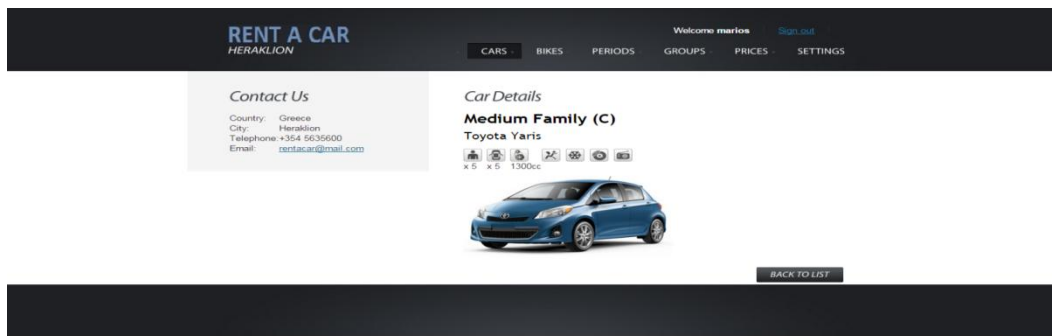 RENT A CAR
HERAKLION
Welcome marios Sign out
CARS BIKES PERIODS GROUPS PRICES SETTINGS
Contact Us
Country: Greece
City: Heraklion
Telephone: +354 5635600
Email: rentacar@mail.com
Car Details
Medium Family (C)
Toyota Yaris
x 5 x 5 1300cc
BACK TO LIST